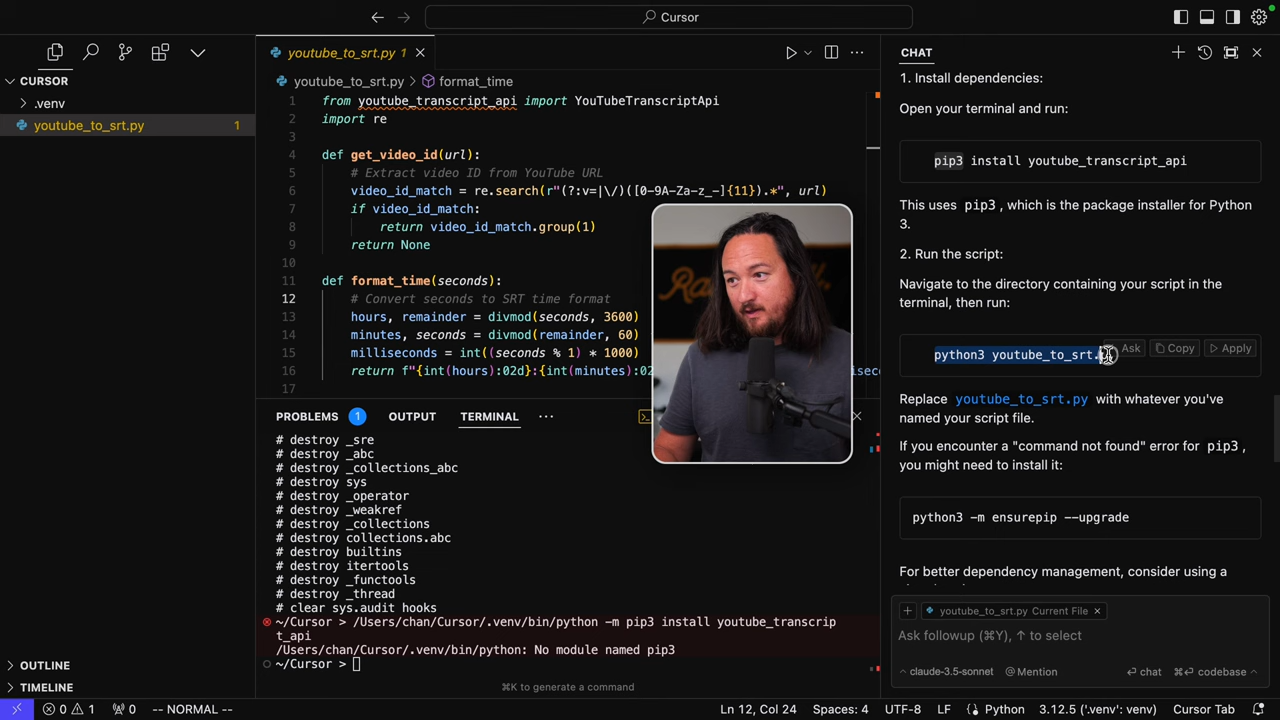 Cursor
CURSOR
.venv
youtube_to_srt.py 1
OUTLINE
TIMELINE
youtube_to_srt.py 1
youtube_to_srt.py > format_time
1 from youtube_transcript_api import YouTubeTranscriptApi
2 import re
3
4 def get_video_id(url):
5 # Extract video ID from YouTube URL
6 video_id_match = re.search(r"(?:v=|\/)([0-9A-Za-z_-]{11}).*", url)
7 if video_id_match:
8 return video_id_match.group(1)
9 return None
10
11 def format_time(seconds):
12 # Convert seconds to SRT time format
13 hours, remainder = divmod(seconds, 3600)
14 minutes, seconds = divmod(remainder, 60)
15 milliseconds = int((seconds % 1) * 1000)
16 return f"{int(hours):02d}:{int(minutes):02
17
PROBLEMS 1 OUTPUT TERMINAL
# destroy _sre
# destroy _abc
# destroy _collections_abc
# destroy sys
# destroy _operator
# destroy _weakref
# destroy _collections
# destroy collections.abc
# destroy builtins
# destroy itertools
# destroy _functools
# destroy _thread
# clear sys.audit hooks
~/Cursor > /Users/chan/Cursor/.venv/bin/python -m pip3 install youtube_transcrip
t_api
/Users/chan/Cursor/.venv/bin/python: No module named pip3
~/Cursor >
⌘K to generate a command
CHAT
1. Install dependencies:
Open your terminal and run:
pip3 install youtube_transcript_api
This uses pip3, which is the package installer for Python
3.
2. Run the script:
Navigate to the directory containing your script in the
terminal, then run:
python3 youtube_to_srt.
Ask Copy Apply
Replace youtube_to_srt.py with whatever you've
named your script file.
If you encounter a "command not found" error for pip3,
you might need to install it:
python3 -m ensurepip --upgrade
For better dependency management, consider using a
+ youtube_to_srt.py Current File ×
Ask followup (⌘Y), ↑ to select
claude-3.5-sonnet @Mention chat ⌘ codebase
0 1 0 -- NORMAL -- Ln 12, Col 24 Spaces: 4 UTF-8 LF Python 3.12.5 ('.venv': venv) Cursor Tab